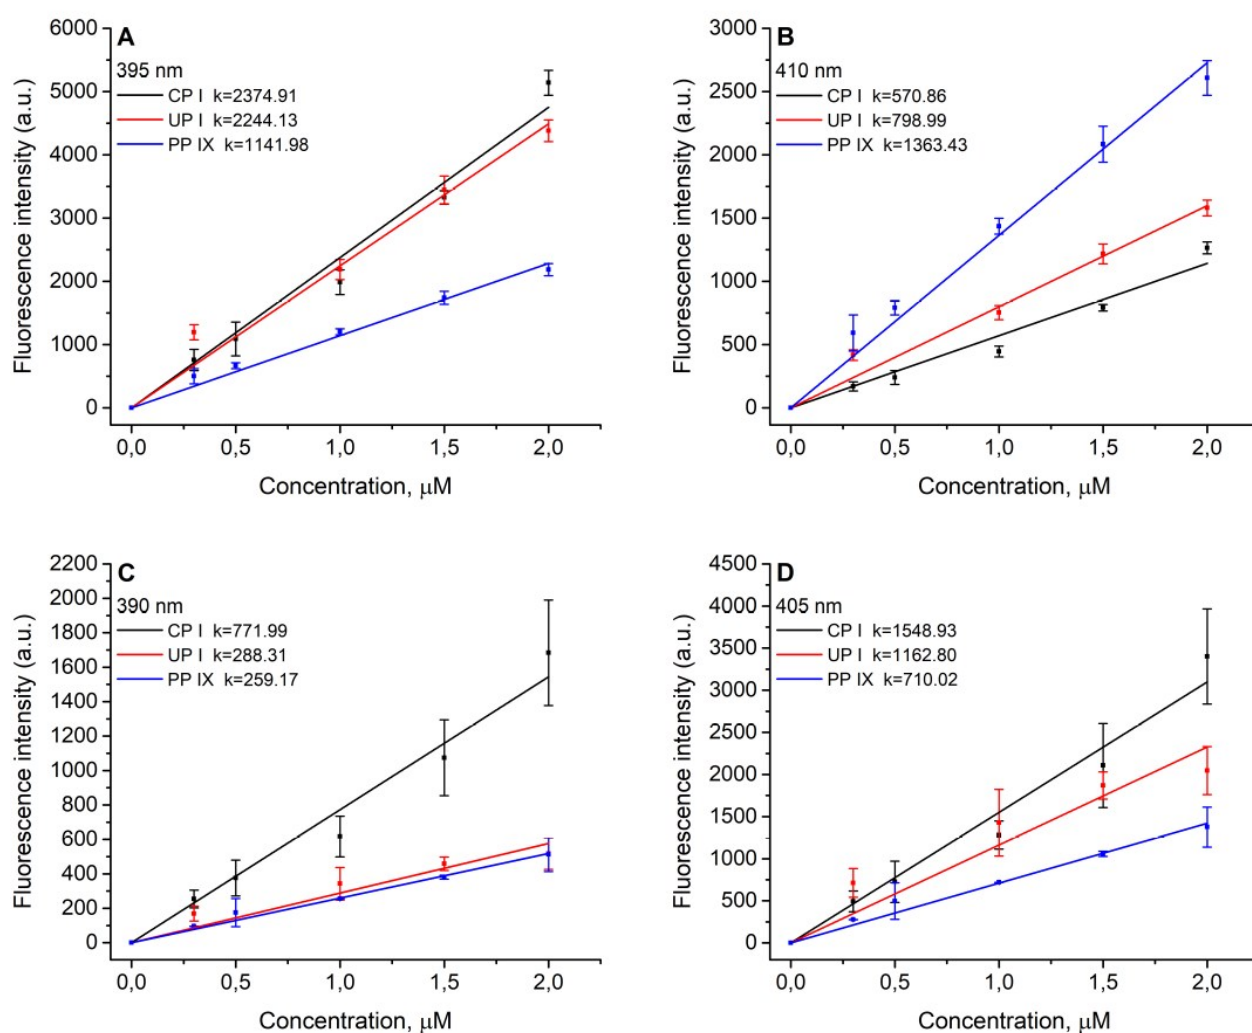 A
395 nm
CP I k=2374.91
UP I k=2244.13
PP IX k=1141.98
6000
5000
4000
3000
2000
1000
0
Fluorescence intensity (a.u.)
0,0 0,5 1,0 1,5 2,0
Concentration, μM
B
410 nm
CP I k=570.86
UP I k=798.99
PP IX k=1363.43
3000
2500
2000
1500
1000
500
0
Fluorescence intensity (a.u.)
0,0 0,5 1,0 1,5 2,0
Concentration, μM
C
390 nm
CP I k=771.99
UP I k=288.31
PP IX k=259.17
2200
2000
1800
1600
1400
1200
1000
800
600
400
200
0
Fluorescence intensity (a.u.)
0,0 0,5 1,0 1,5 2,0
Concentration, μM
D
405 nm
CP I k=1548.93
UP I k=1162.80
PP IX k=710.02
4500
4000
3500
3000
2500
2000
1500
1000
500
0
Fluorescence intensity (a.u.)
0,0 0,5 1,0 1,5 2,0
Concentration, μM